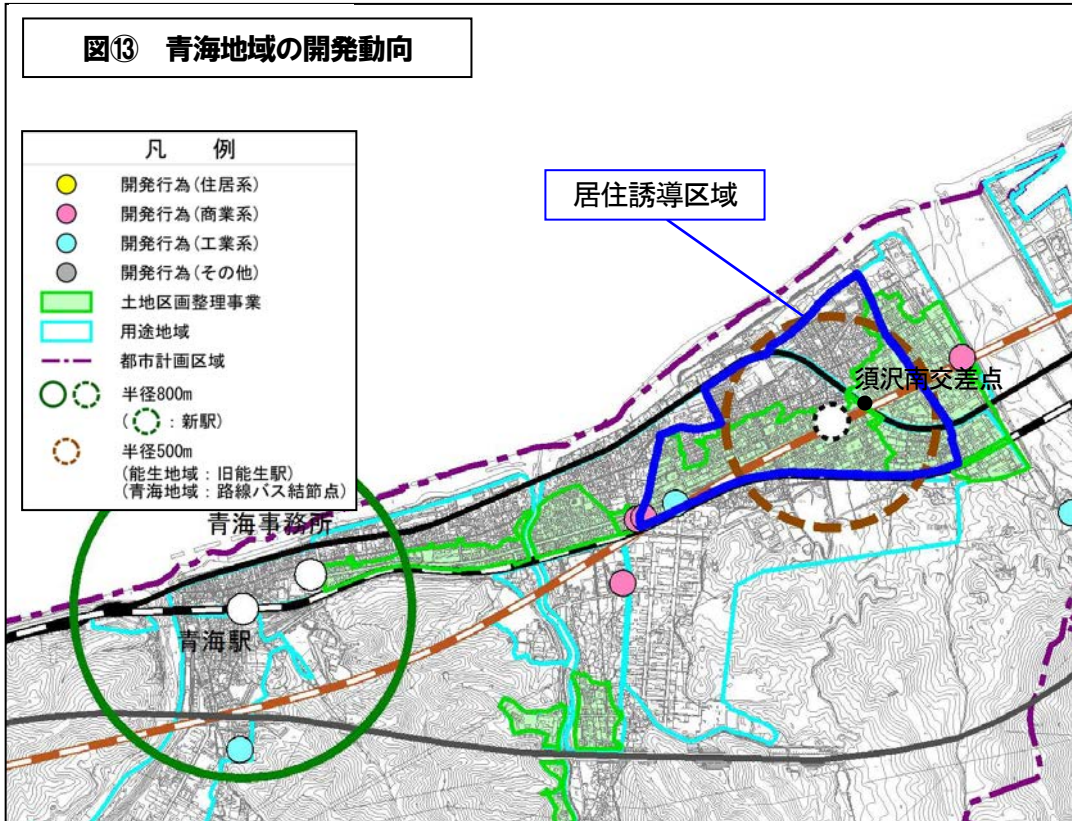 図⑬ 青海地域の開発動向
凡 例
開発行為(住居系)
開発行為(商業系)
開発行為(工業系)
開発行為(その他)
土地区画整理事業
用途地域
都市計画区域
半径800m
( : 新駅)
半径500m
(能生地域:旧能生駅)
(青海地域:路線バス結節点)
居住誘導区域
須沢南交差点
青海事務所
青海駅